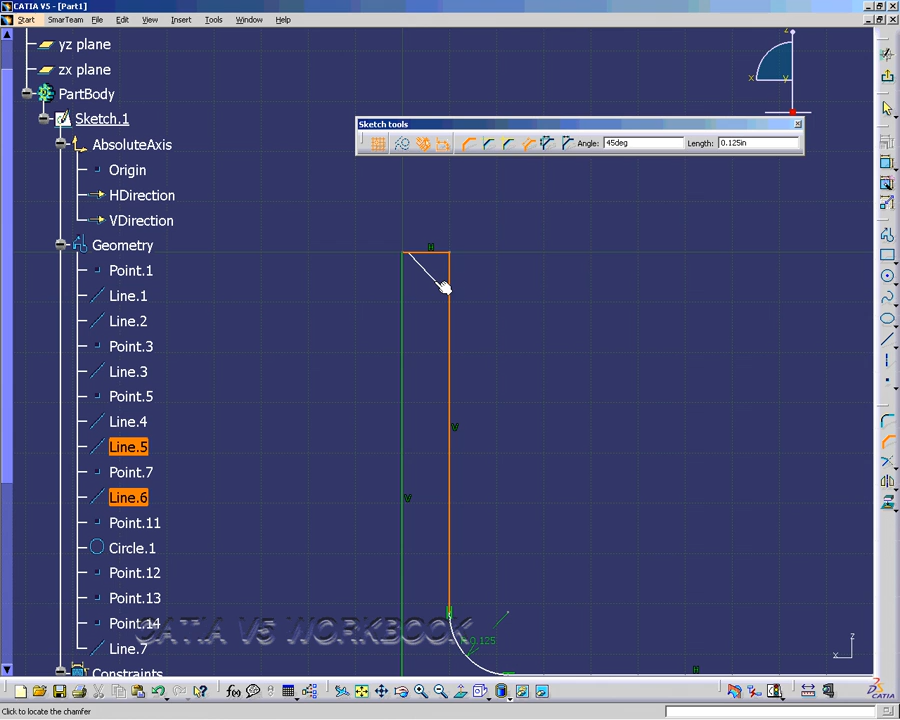 CATIA V5 - [Part1]
Start SmarTeam File Edit View Insert Tools Window Help
yz plane
zx plane
PartBody
Sketch.1
AbsoluteAxis
Origin
HDirection
VDirection
Geometry
Point.1
Line.1
Line.2
Point.3
Line.3
Point.5
Line.4
Line.5
Point.7
Line.6
Point.11
Circle.1
Point.12
Point.13
Point.14
Line.7
Constraints
Sketch tools
Angle: 45deg Length: 0.125in
z
x
y
H
V
V
0.125
H
CATIA V5 WORKBOOK
z
x
CATIA
Click to locate the chamfer